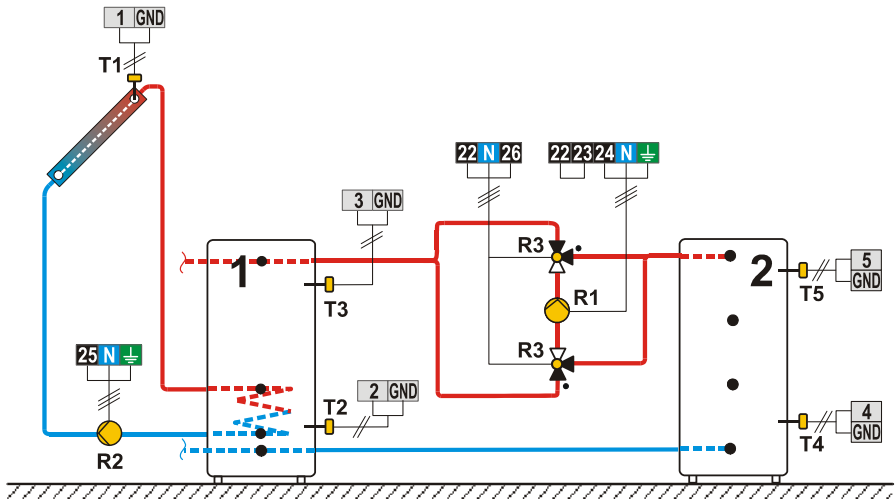 1 GND
T1
22 N 26
22 23 24 N
3 GND
R3
1
2
5
GND
T5
T3
R1
25 N
R3
2 GND
T2
4
GND
T4
R2